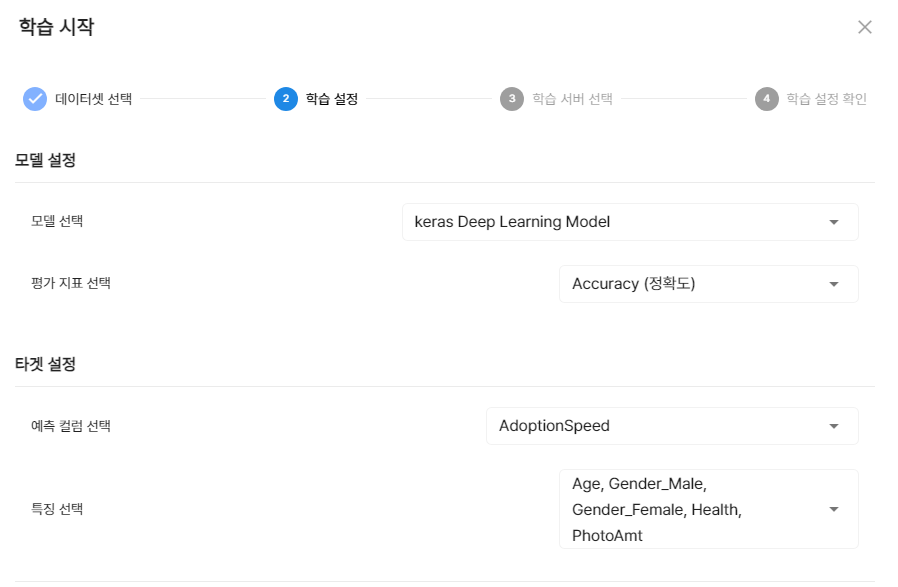 학습 시작
데이터셋 선택
2 학습 설정
3 학습 서버 선택
4 학습 설정 확인
모델 설정
모델 선택
keras Deep Learning Model
평가 지표 선택
Accuracy (정확도)
타겟 설정
예측 컬럼 선택
AdoptionSpeed
특징 선택
Age, Gender_Male,
Gender_Female, Health,
PhotoAmt